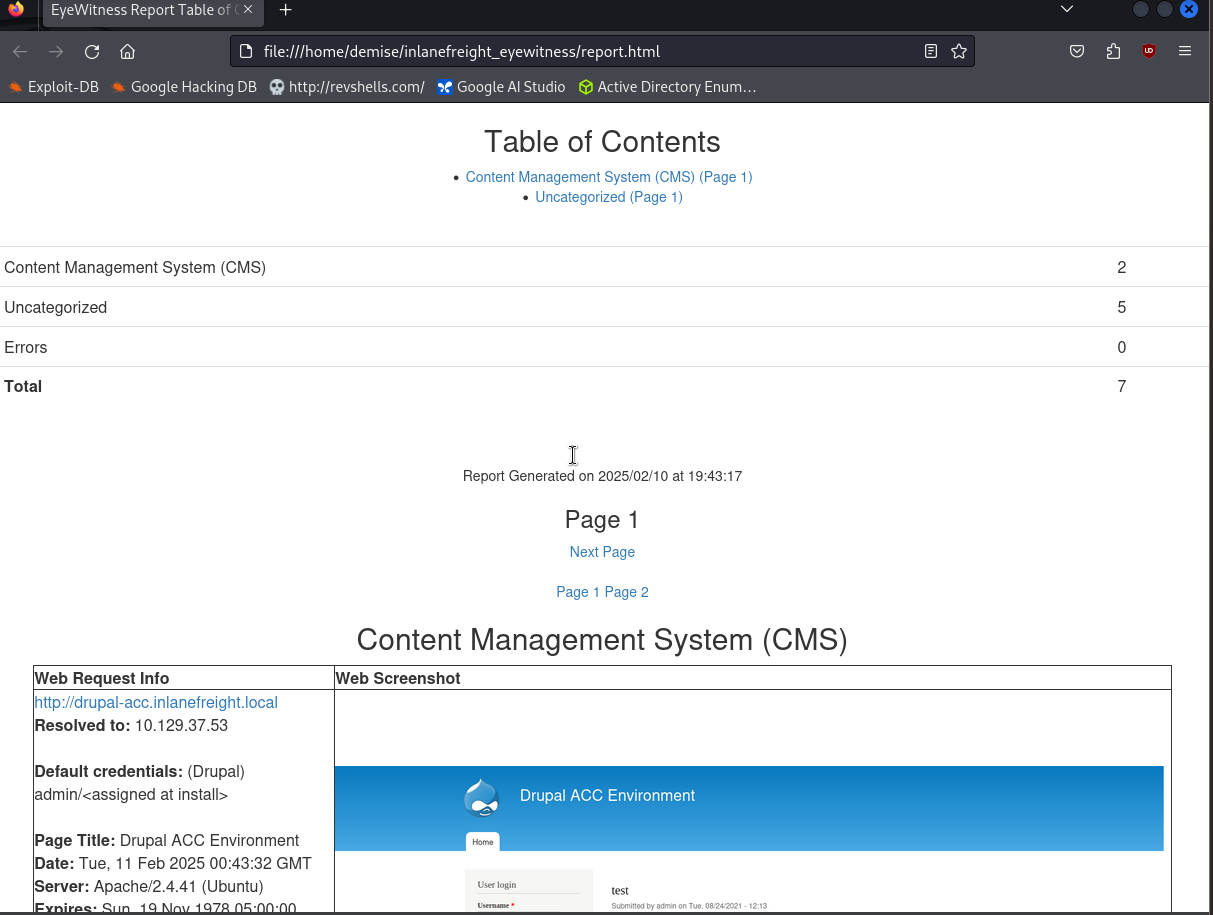 EyeWitness Report Table of
file:///home/demise/inlanefreight_eyewitness/report.html
Exploit-DB Google Hacking DB http://revshells.com/ Google AI Studio Active Directory Enum…
Table of Contents
• Content Management System (CMS) (Page 1)
• Uncategorized (Page 1)
Content Management System (CMS) 2
Uncategorized 5
Errors 0
Total 7
Report Generated on 2025/02/10 at 19:43:17
Page 1
Next Page
Page 1 Page 2
Content Management System (CMS)
Web Request Info Web Screenshot
http://drupal-acc.inlanefreight.local
Resolved to: 10.129.37.53
Default credentials: (Drupal)
admin/<assigned at install>
Page Title: Drupal ACC Environment
Date: Tue, 11 Feb 2025 00:43:32 GMT
Server: Apache/2.4.41 (Ubuntu)
Expires: Sun, 19 Nov 1978 05:00:00
Drupal ACC Environment
Home
User login
Username *
test
Submitted by admin on Tue, 08/24/2021 - 12:13